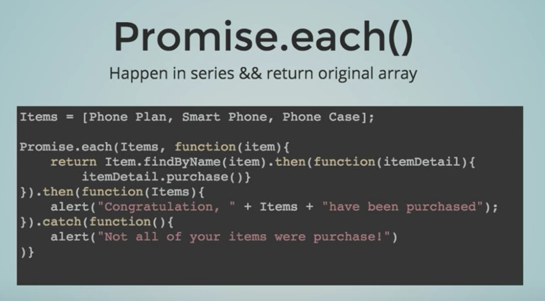 Promise.each()
Happen in series && return original array
Items = [Phone Plan, Smart Phone, Phone Case];
Promise.each(Items, function(item){
    return Item.findByName(item).then(function(itemDetail){
        itemDetail.purchase()}
}).then(function(Items){
    alert("Congratulation, " + Items + "have been purchased");
}).catch(function(){
    alert("Not all of your items were purchase!")
)}